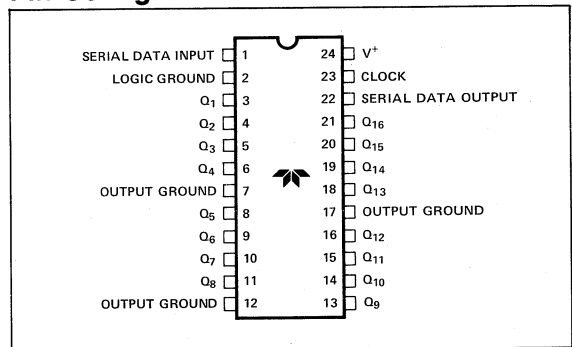 SERIAL DATA INPUT 1 24 V+
LOGIC GROUND 2 23 CLOCK
Q1 3 22 SERIAL DATA OUTPUT
Q2 4 21 Q16
Q3 5 20 Q15
Q4 6 19 Q14
OUTPUT GROUND 7 18 Q13
Q5 8 17 OUTPUT GROUND
Q6 9 16 Q12
Q7 10 15 Q11
Q8 11 14 Q10
OUTPUT GROUND 12 13 Q9